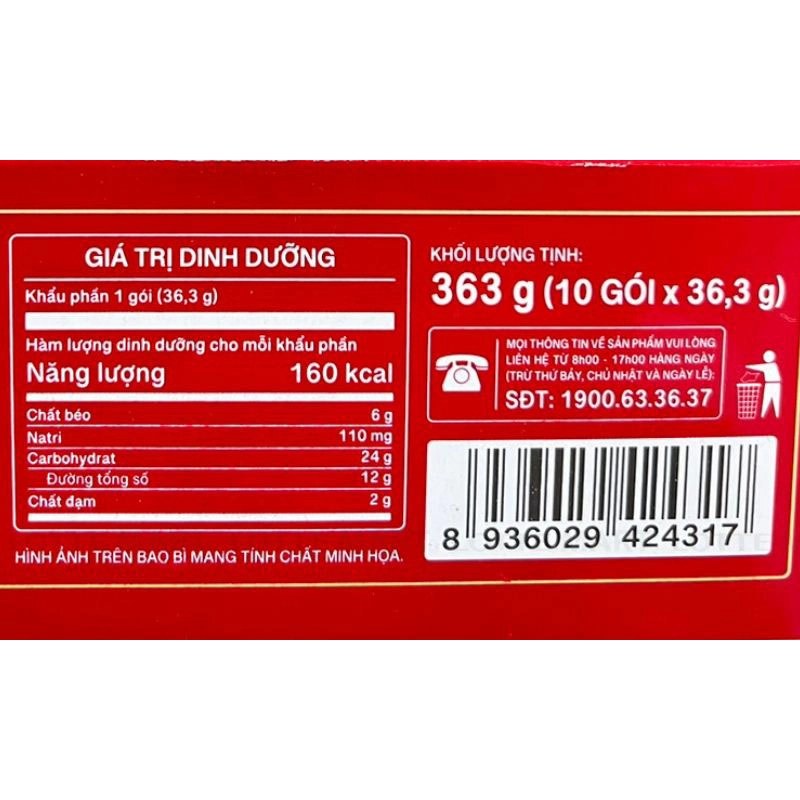 GIÁ TRỊ DINH DƯỠNG
Khẩu phần 1 gói (36,3 g)
Hàm lượng dinh dưỡng cho mỗi khẩu phần
Năng lượng 160 kcal
Chất béo 6 g
Natri 110 mg
Carbohydrat 24 g
Đường tổng số 12 g
Chất đạm 2 g
HÌNH ẢNH TRÊN BAO BÌ MANG TÍNH CHẤT MINH HỌA.
KHỐI LƯỢNG TỊNH:
363 g (10 GÓI x 36,3 g)
MỌI THÔNG TIN VỀ SẢN PHẨM VUI LÒNG
LIÊN HỆ TỪ 8h00 - 17h00 HÀNG NGÀY
(TRỪ THỨ BẢY, CHỦ NHẬT VÀ NGÀY LỄ):
SĐT: 1900.63.36.37
8 936029 424317